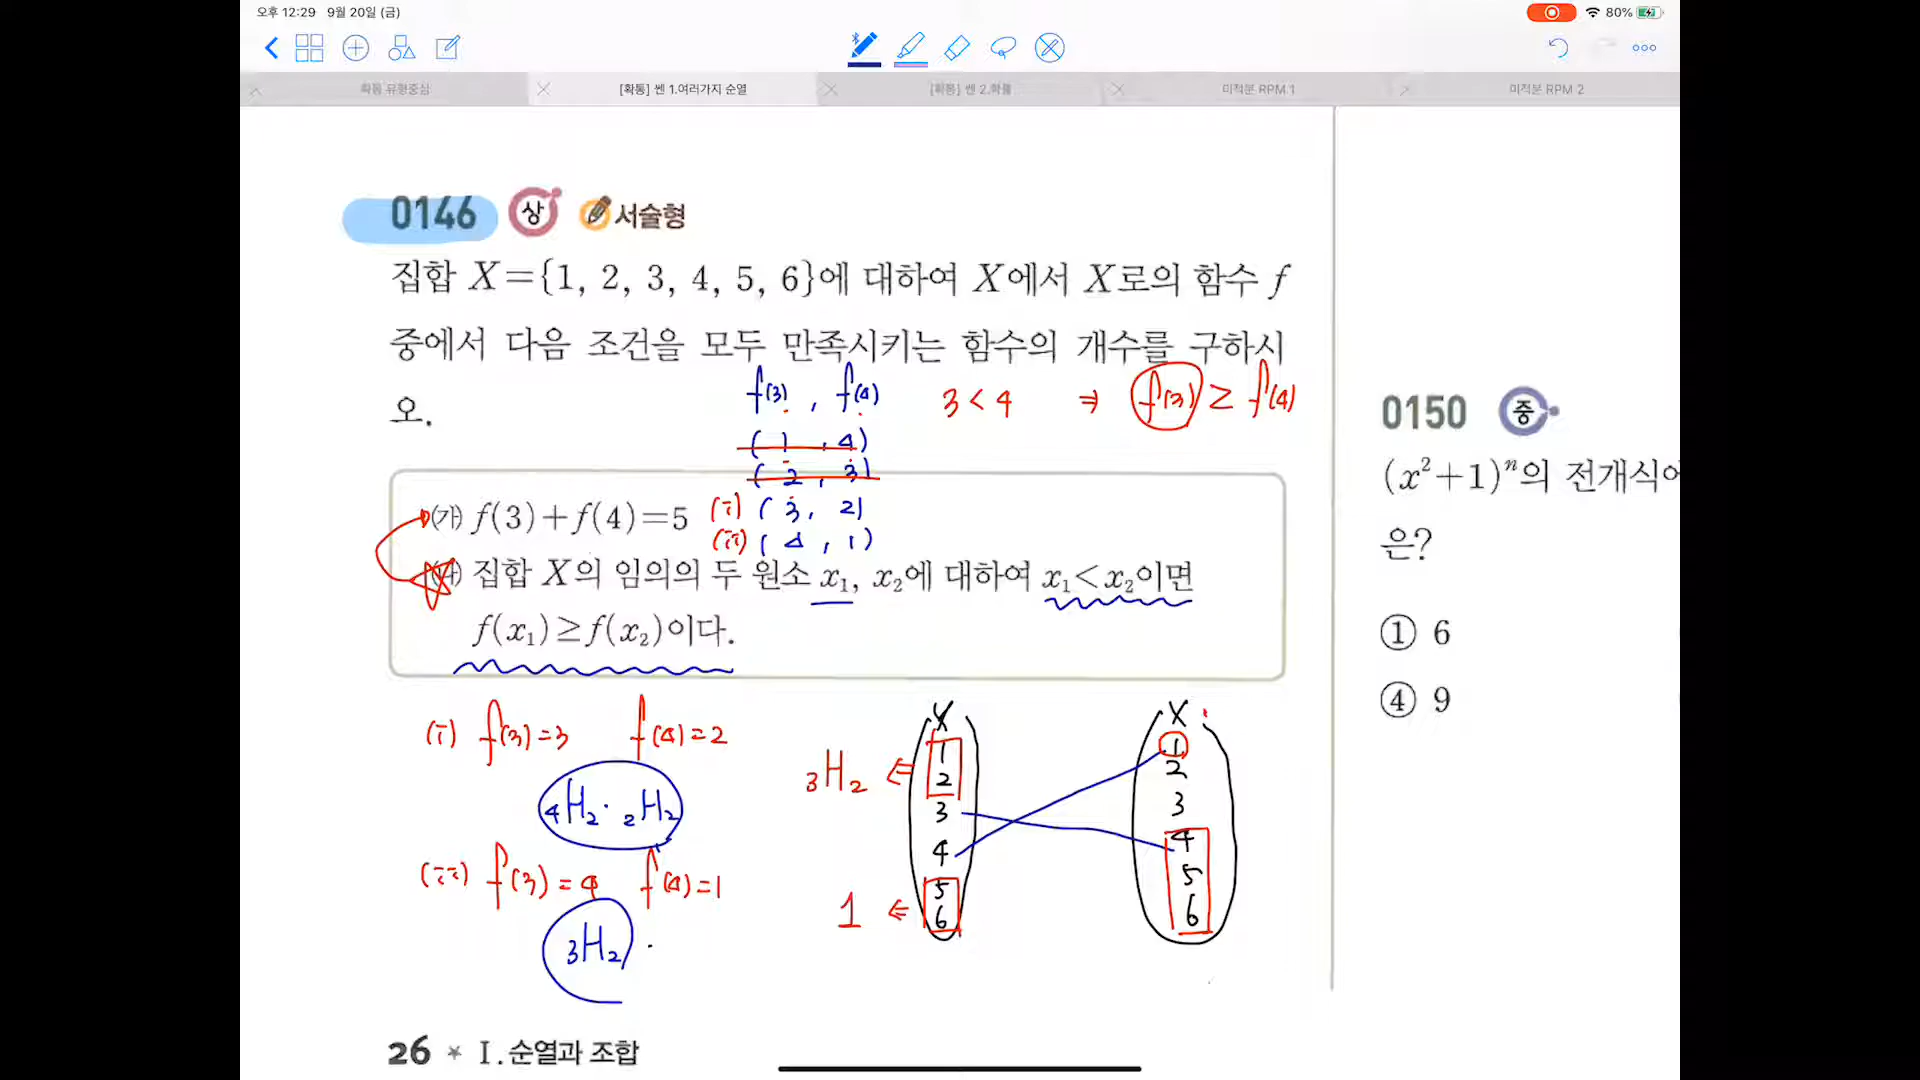 오후 12:29 9월 20일 (금)
80%
확통 유형중심
[확통] 쎈 1.여러가지 순열
[확통] 쎈 2.확률
미적분 RPM 1
미적분 RPM 2
0146 상 서술형
집합 X={1, 2, 3, 4, 5, 6}에 대하여 X에서 X로의 함수 f
중에서 다음 조건을 모두 만족시키는 함수의 개수를 구하시
오.
f(3), f(4)
3<4 ⇒ f(3) ≥ f(4)
(1, 4)
(2, 3)
(가) f(3)+f(4)=5
(i) (3, 2)
(ii) (4, 1)
(나) 집합 X의 임의의 두 원소 x₁, x₂에 대하여 x₁<x₂이면
f(x₁)≥f(x₂)이다.
(i) f(3)=3 f(4)=2
₄H₂·₂H₂
(ii) f(3)=4 f(4)=1
₃H₂ ·
₃H₂ ⇐
1 ⇐
X
1
2
3
4
5
6
X
1
2
3
4
5
6
26 I. 순열과 조합
0150 중
(x²+1)ⁿ의 전개식에
은?
① 6
④ 9